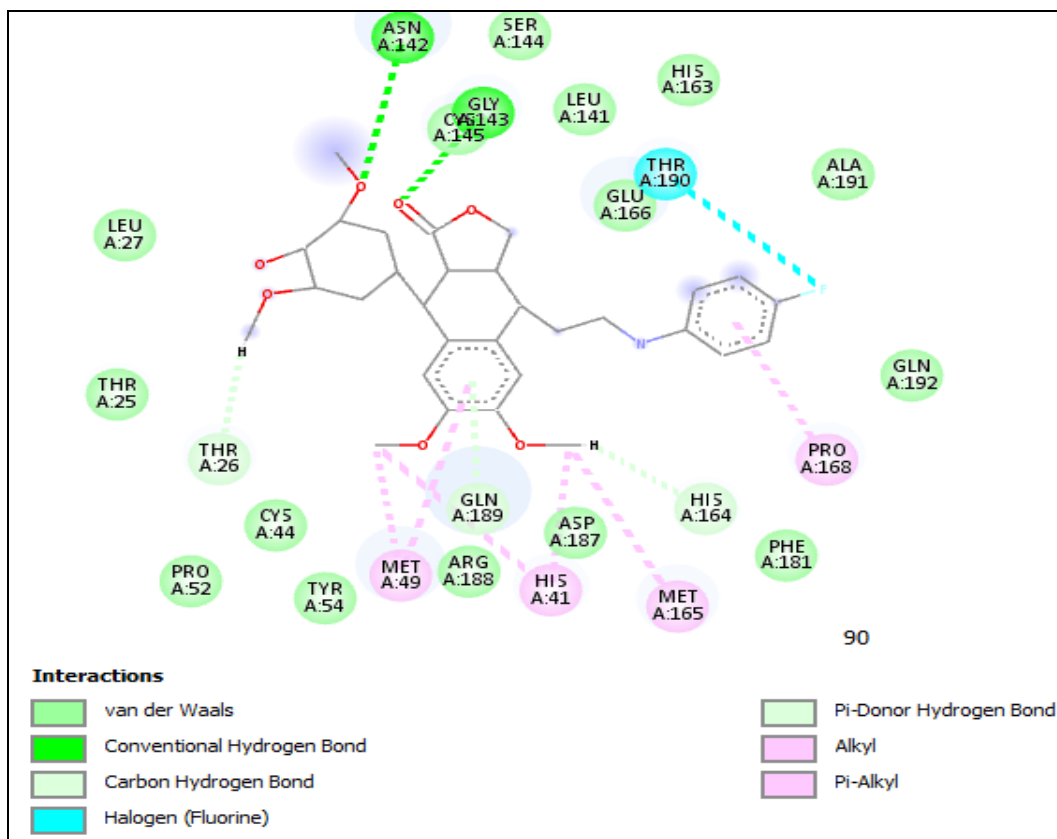 ASN
A:142
SER
A:144
HIS
A:163
GLY
A:143
CYS
A:145
LEU
A:141
THR
A:190
ALA
A:191
GLU
A:166
LEU
A:27
O
O
O
O
O
F
H
N
THR
A:25
GLN
A:192
THR
A:26
O
O
H
PRO
A:168
GLN
A:189
HIS
A:164
CYS
A:44
ASP
A:187
PHE
A:181
PRO
A:52
TYR
A:54
MET
A:49
ARG
A:188
HIS
A:41
MET
A:165
90
Interactions
van der Waals
Conventional Hydrogen Bond
Carbon Hydrogen Bond
Halogen (Fluorine)
Pi-Donor Hydrogen Bond
Alkyl
Pi-Alkyl